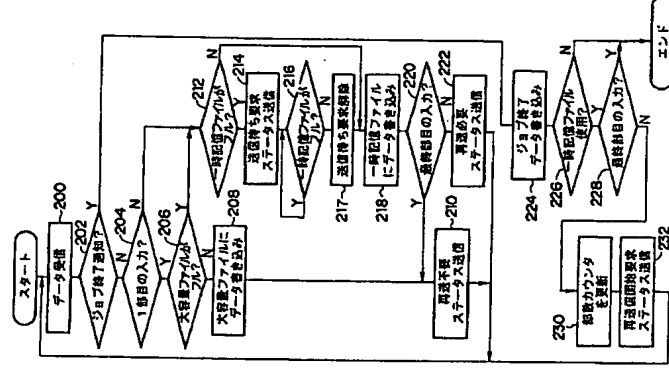 スタート
データ受信
200
ジョブ終了通知?
202
Y
N
1部目の入力?
204
N
Y
大容量ファイルが
フル?
206
Y
N
大容量ファイルに
データ書き込み
208
再送不要
ステータス送信
210
一時記信ファイルが
フル?
212
N
Y
送信待ち要求
ステータス送信
214
一時記信ファイルが
フル?
216
Y
N
送信待ち要求解除
217
一時記信ファイル
にデータ書き込み
218
最終部目の入力?
220
Y
N
再送必要
ステータス送信
222
ジョブ終了
データ書き込み
224
一時記信ファイル
使用?
226
N
Y
最終部目の入力?
228
Y
N
部数カウンタ
を更新
230
再送信開始要求
ステータス送信
232
エンド